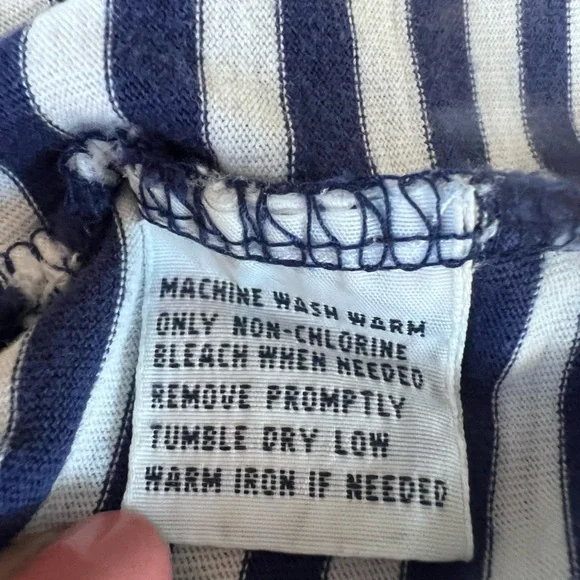 MACHINE WASH WARM
ONLY NON-CHLORINE
BLEACH WHEN NEEDED
REMOVE PROMPTLY
TUMBLE DRY LOW
WARM IRON IF NEEDED